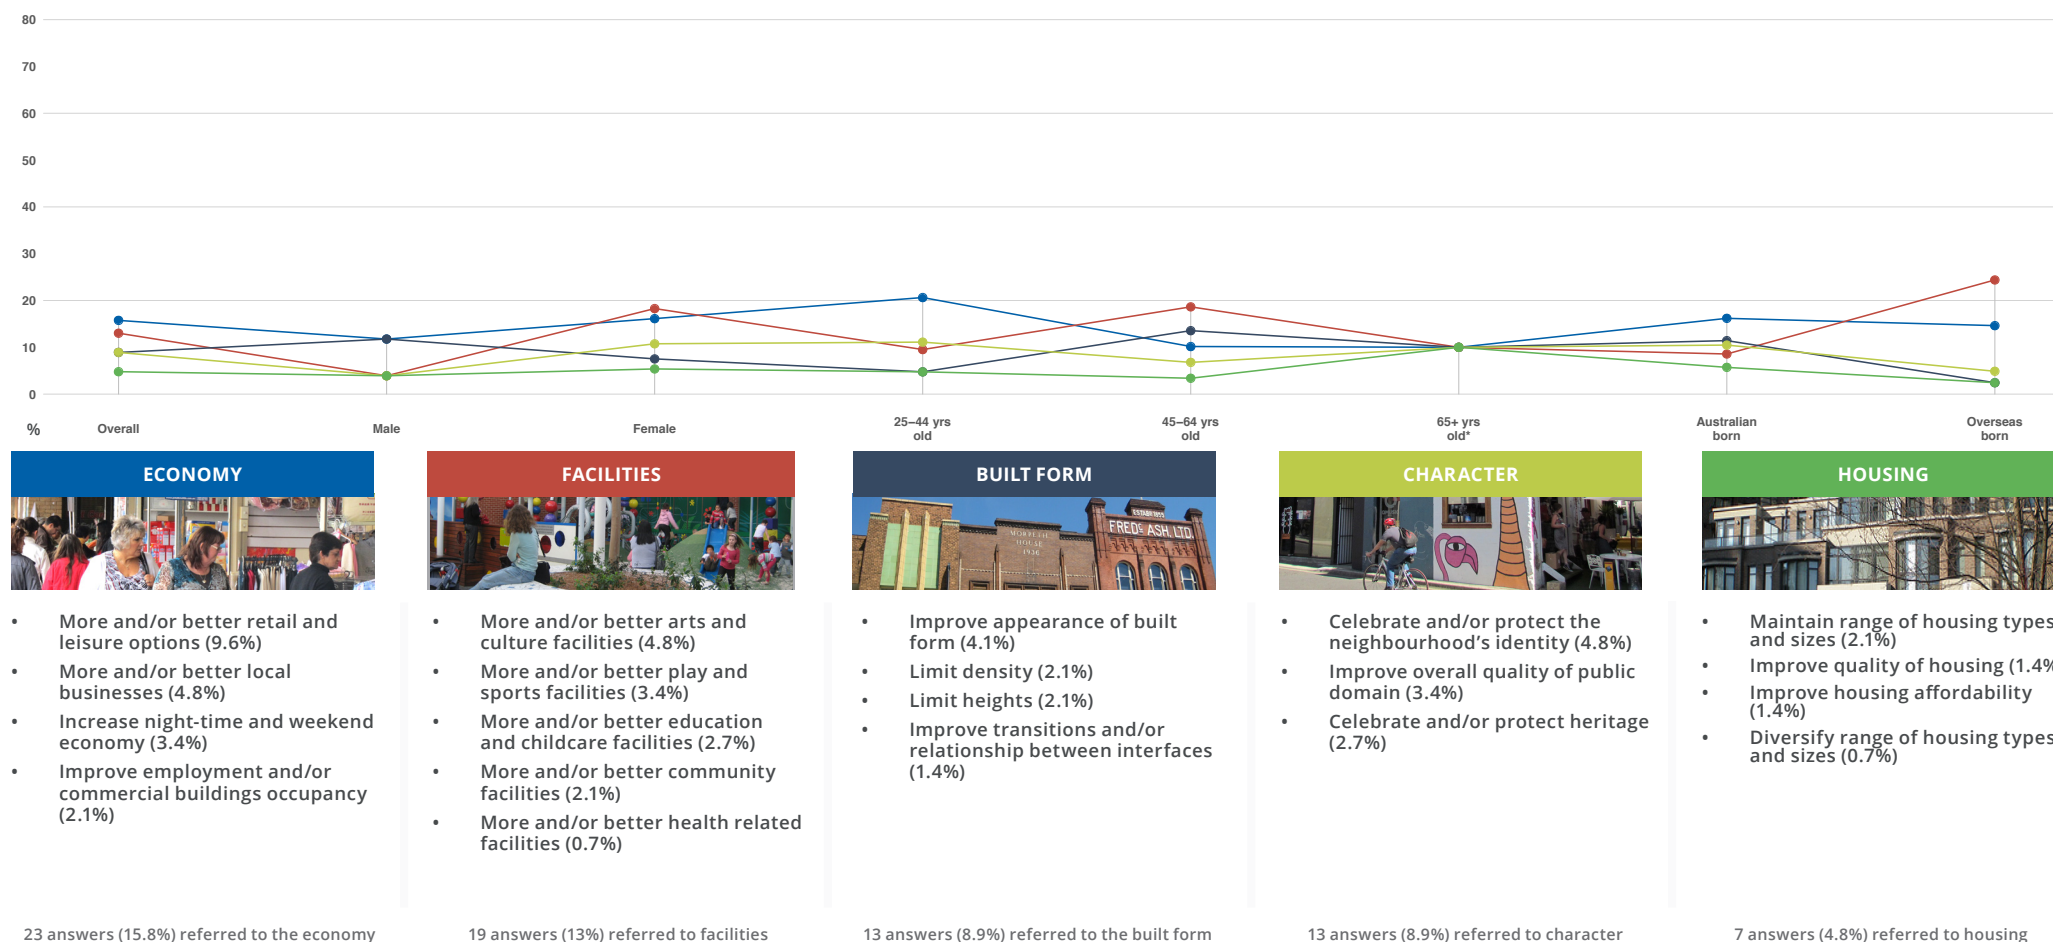 80
70
60
50
40
30
20
10
0
%
Overall
Male
Female
25–44 yrs
old
45–64 yrs
old
65+ yrs
old*
Australian
born
Overseas
born
ECONOMY
• More and/or better retail and
leisure options (9.6%)
• More and/or better local
businesses (4.8%)
• Increase night-time and weekend
economy (3.4%)
• Improve employment and/or
commercial buildings occupancy
(2.1%)
23 answers (15.8%) referred to the economy
FACILITIES
• More and/or better arts and
culture facilities (4.8%)
• More and/or better play and
sports facilities (3.4%)
• More and/or better education
and childcare facilities (2.7%)
• More and/or better community
facilities (2.1%)
• More and/or better health related
facilities (0.7%)
19 answers (13%) referred to facilities
BUILT FORM
MORPETH
HOUSE
1936
ESTABD 1855
FREDC ASH. LTD.
• Improve appearance of built
form (4.1%)
• Limit density (2.1%)
• Limit heights (2.1%)
• Improve transitions and/or
relationship between interfaces
(1.4%)
13 answers (8.9%) referred to the built form
CHARACTER
• Celebrate and/or protect the
neighbourhood's identity (4.8%)
• Improve overall quality of public
domain (3.4%)
• Celebrate and/or protect heritage
(2.7%)
13 answers (8.9%) referred to character
HOUSING
• Maintain range of housing types
and sizes (2.1%)
• Improve quality of housing (1.4%
• Improve housing affordability
(1.4%)
• Diversify range of housing types
and sizes (0.7%)
7 answers (4.8%) referred to housing